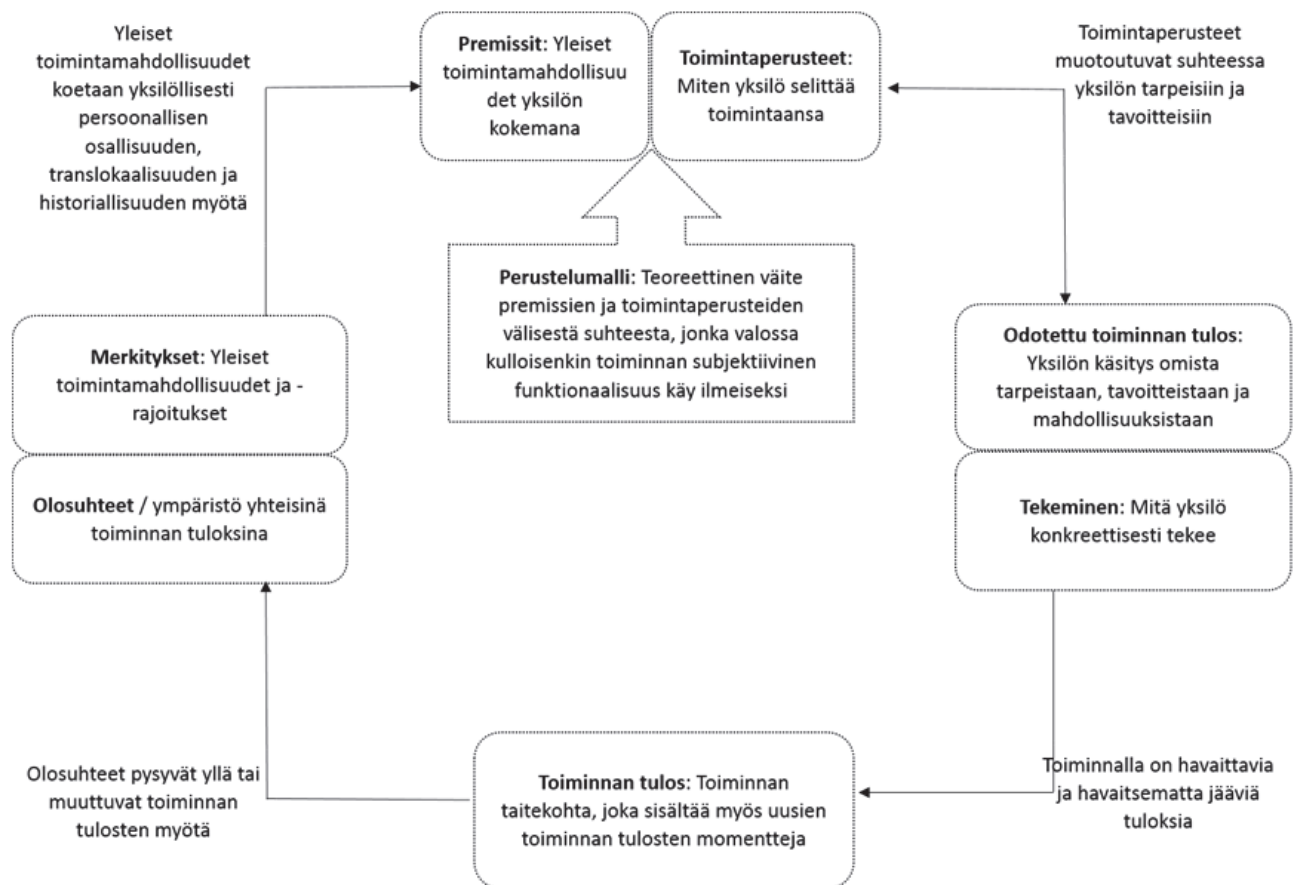 Yleiset
toimintamahdollisuudet
koetaan yksilöllisesti
persoonallisen
osallisuuden,
translokaalisuuden ja
historiallisuuden myötä
Premissit: Yleiset
toimintamahdollisuu
det yksilön
kokemana
Toimintaperusteet:
Miten yksilö selittää
toimintaansa
Toimintaperusteet
muotoutuvat suhteessa
yksilön tarpeisiin ja
tavoitteisiin
Perustelumalli: Teoreettinen väite
premissien ja toimintaperusteiden
välisestä suhteesta, jonka valossa
kulloisenkin toiminnan subjektiivinen
funktionaalisuus käy ilmeiseksi
Merkitykset: Yleiset
toimintamahdollisuudet ja -
rajoitukset
Odotettu toiminnan tulos:
Yksilön käsitys omista
tarpeistaan, tavoitteistaan ja
mahdollisuuksistaan
Olosuhteet / ympäristö yhteisinä
toiminnan tuloksina
Tekeminen: Mitä yksilö
konkreettisesti tekee
Olosuhteet pysyvät yllä tai
muuttuvat toiminnan
tulosten myötä
Toiminnan tulos: Toiminnan
taitekohta, joka sisältää myös uusien
toiminnan tulosten momentteja
Toiminnalla on havaittavia
ja havaitsematta jääviä
tuloksia